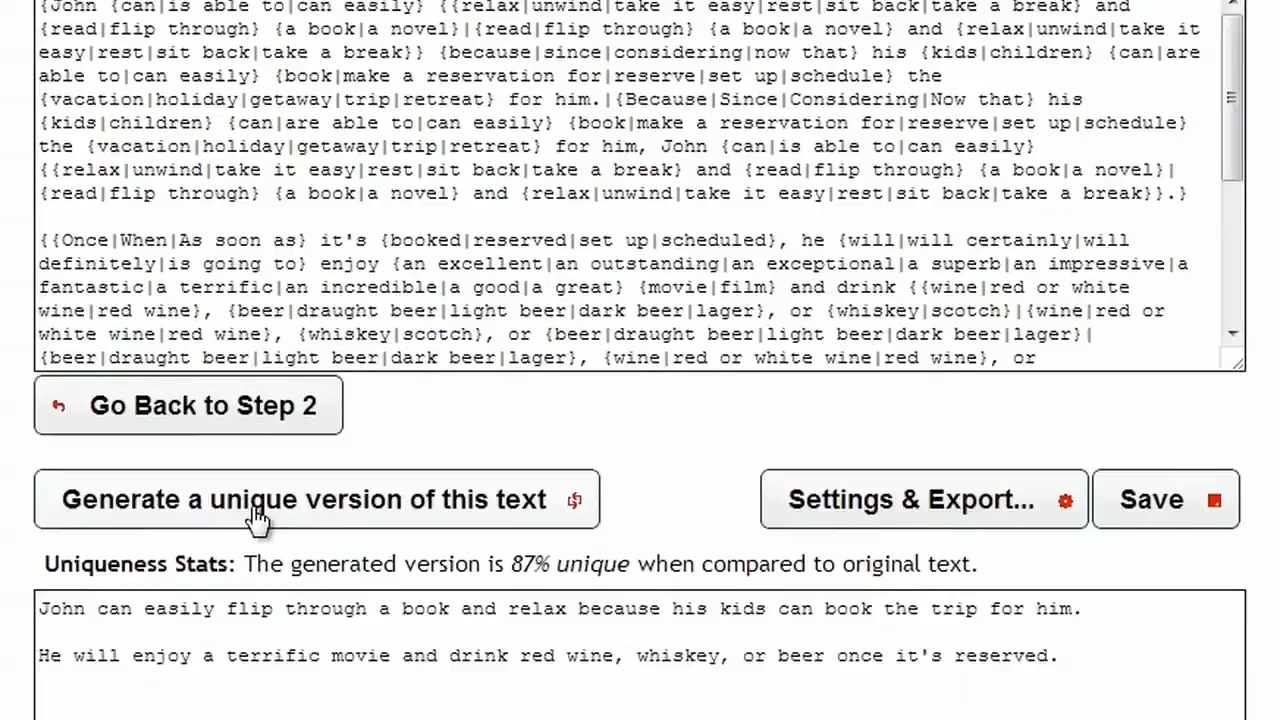 {John {can|is able to|can easily} {{relax|unwind|take it easy|rest|sit back|take a break} and
{read|flip through} {a book|a novel}|{read|flip through} {a book|a novel} and {relax|unwind|take it
easy|rest|sit back|take a break}} {because|since|considering|now that} his {kids|children} {can|are
able to|can easily} {book|make a reservation for|reserve|set up|schedule} the
{vacation|holiday|getaway|trip|retreat} for him.|{Because|Since|Considering|Now that} his
{kids|children} {can|are able to|can easily} {book|make a reservation for|reserve|set up|schedule}
the {vacation|holiday|getaway|trip|retreat} for him, John {can|is able to|can easily}
{{relax|unwind|take it easy|rest|sit back|take a break} and {read|flip through} {a book|a novel}|
{read|flip through} {a book|a novel} and {relax|unwind|take it easy|rest|sit back|take a break}}.}
{{Once|When|As soon as} it's {booked|reserved|set up|scheduled}, he {will|will certainly|will
definitely|is going to} enjoy {an excellent|an outstanding|an exceptional|a superb|an impressive|a
fantastic|a terrific|an incredible|a good|a great} {movie|film} and drink {{wine|red or white
wine|red wine}, {beer|draught beer|light beer|dark beer|lager}, or {whiskey|scotch}|{wine|red or
white wine|red wine}, {whiskey|scotch}, or {beer|draught beer|light beer|dark beer|lager}|
{beer|draught beer|light beer|dark beer|lager}, {wine|red or white wine|red wine}, or
Go Back to Step 2
Generate a unique version of this text
Settings & Export...
Save
Uniqueness Stats: The generated version is 87% unique when compared to original text.
John can easily flip through a book and relax because his kids can book the trip for him.
He will enjoy a terrific movie and drink red wine, whiskey, or beer once it's reserved.